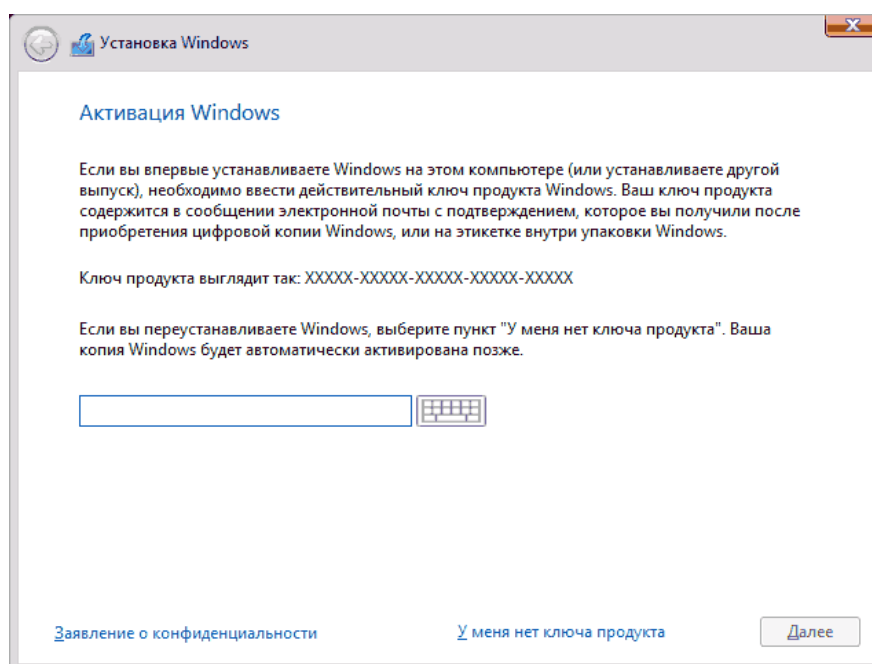 Установка Windows
Активация Windows
Если вы впервые устанавливаете Windows на этом компьютере (или устанавливаете другой
выпуск), необходимо ввести действительный ключ продукта Windows. Ваш ключ продукта
содержится в сообщении электронной почты с подтверждением, которое вы получили после
приобретения цифровой копии Windows, или на этикетке внутри упаковки Windows.
Ключ продукта выглядит так: XXXXX-XXXXX-XXXXX-XXXXX-XXXXX
Если вы переустанавливаете Windows, выберите пункт "У меня нет ключа продукта". Ваша
копия Windows будет автоматически активирована позже.
Заявление о конфиденциальности У меня нет ключа продукта Далее